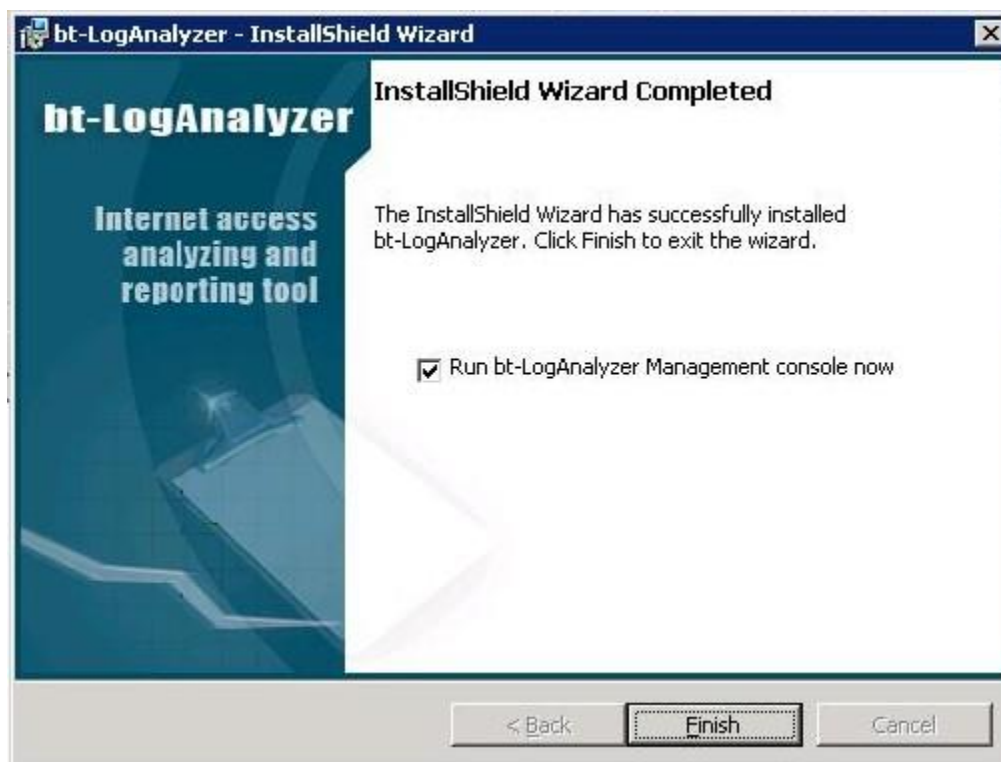 bt-LogAnalyzer - InstallShield Wizard
bt-LogAnalyzer
Internet access
analyzing and
reporting tool
InstallShield Wizard Completed
The InstallShield Wizard has successfully installed
bt-LogAnalyzer. Click Finish to exit the wizard.
Run bt-LogAnalyzer Management console now
< Back
Finish
Cancel